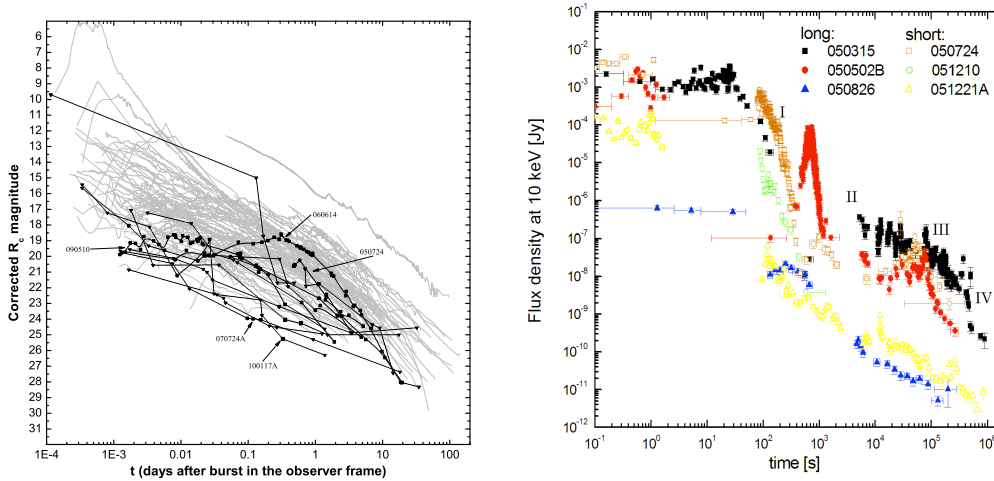 Corrected Rc magnitude
5
6
7
8
9
10
11
12
13
14
15
16
17
18
19
20
21
22
23
24
25
26
27
28
29
30
31
060614
090510
050724
070724A
100117A
1E-4 1E-3 0.01 0.1 1 10 100
t (days after burst in the observer frame)
Flux density at 10 keV [Jy]
10^-1
10^-2
10^-3
10^-4
10^-5
10^-6
10^-7
10^-8
10^-9
10^-10
10^-11
10^-12
long: short:
050315 050724
050502B 051210
050826 051221A
I
II
III
IV
10^-1 10^0 10^1 10^2 10^3 10^4 10^5 10^6
time [s]